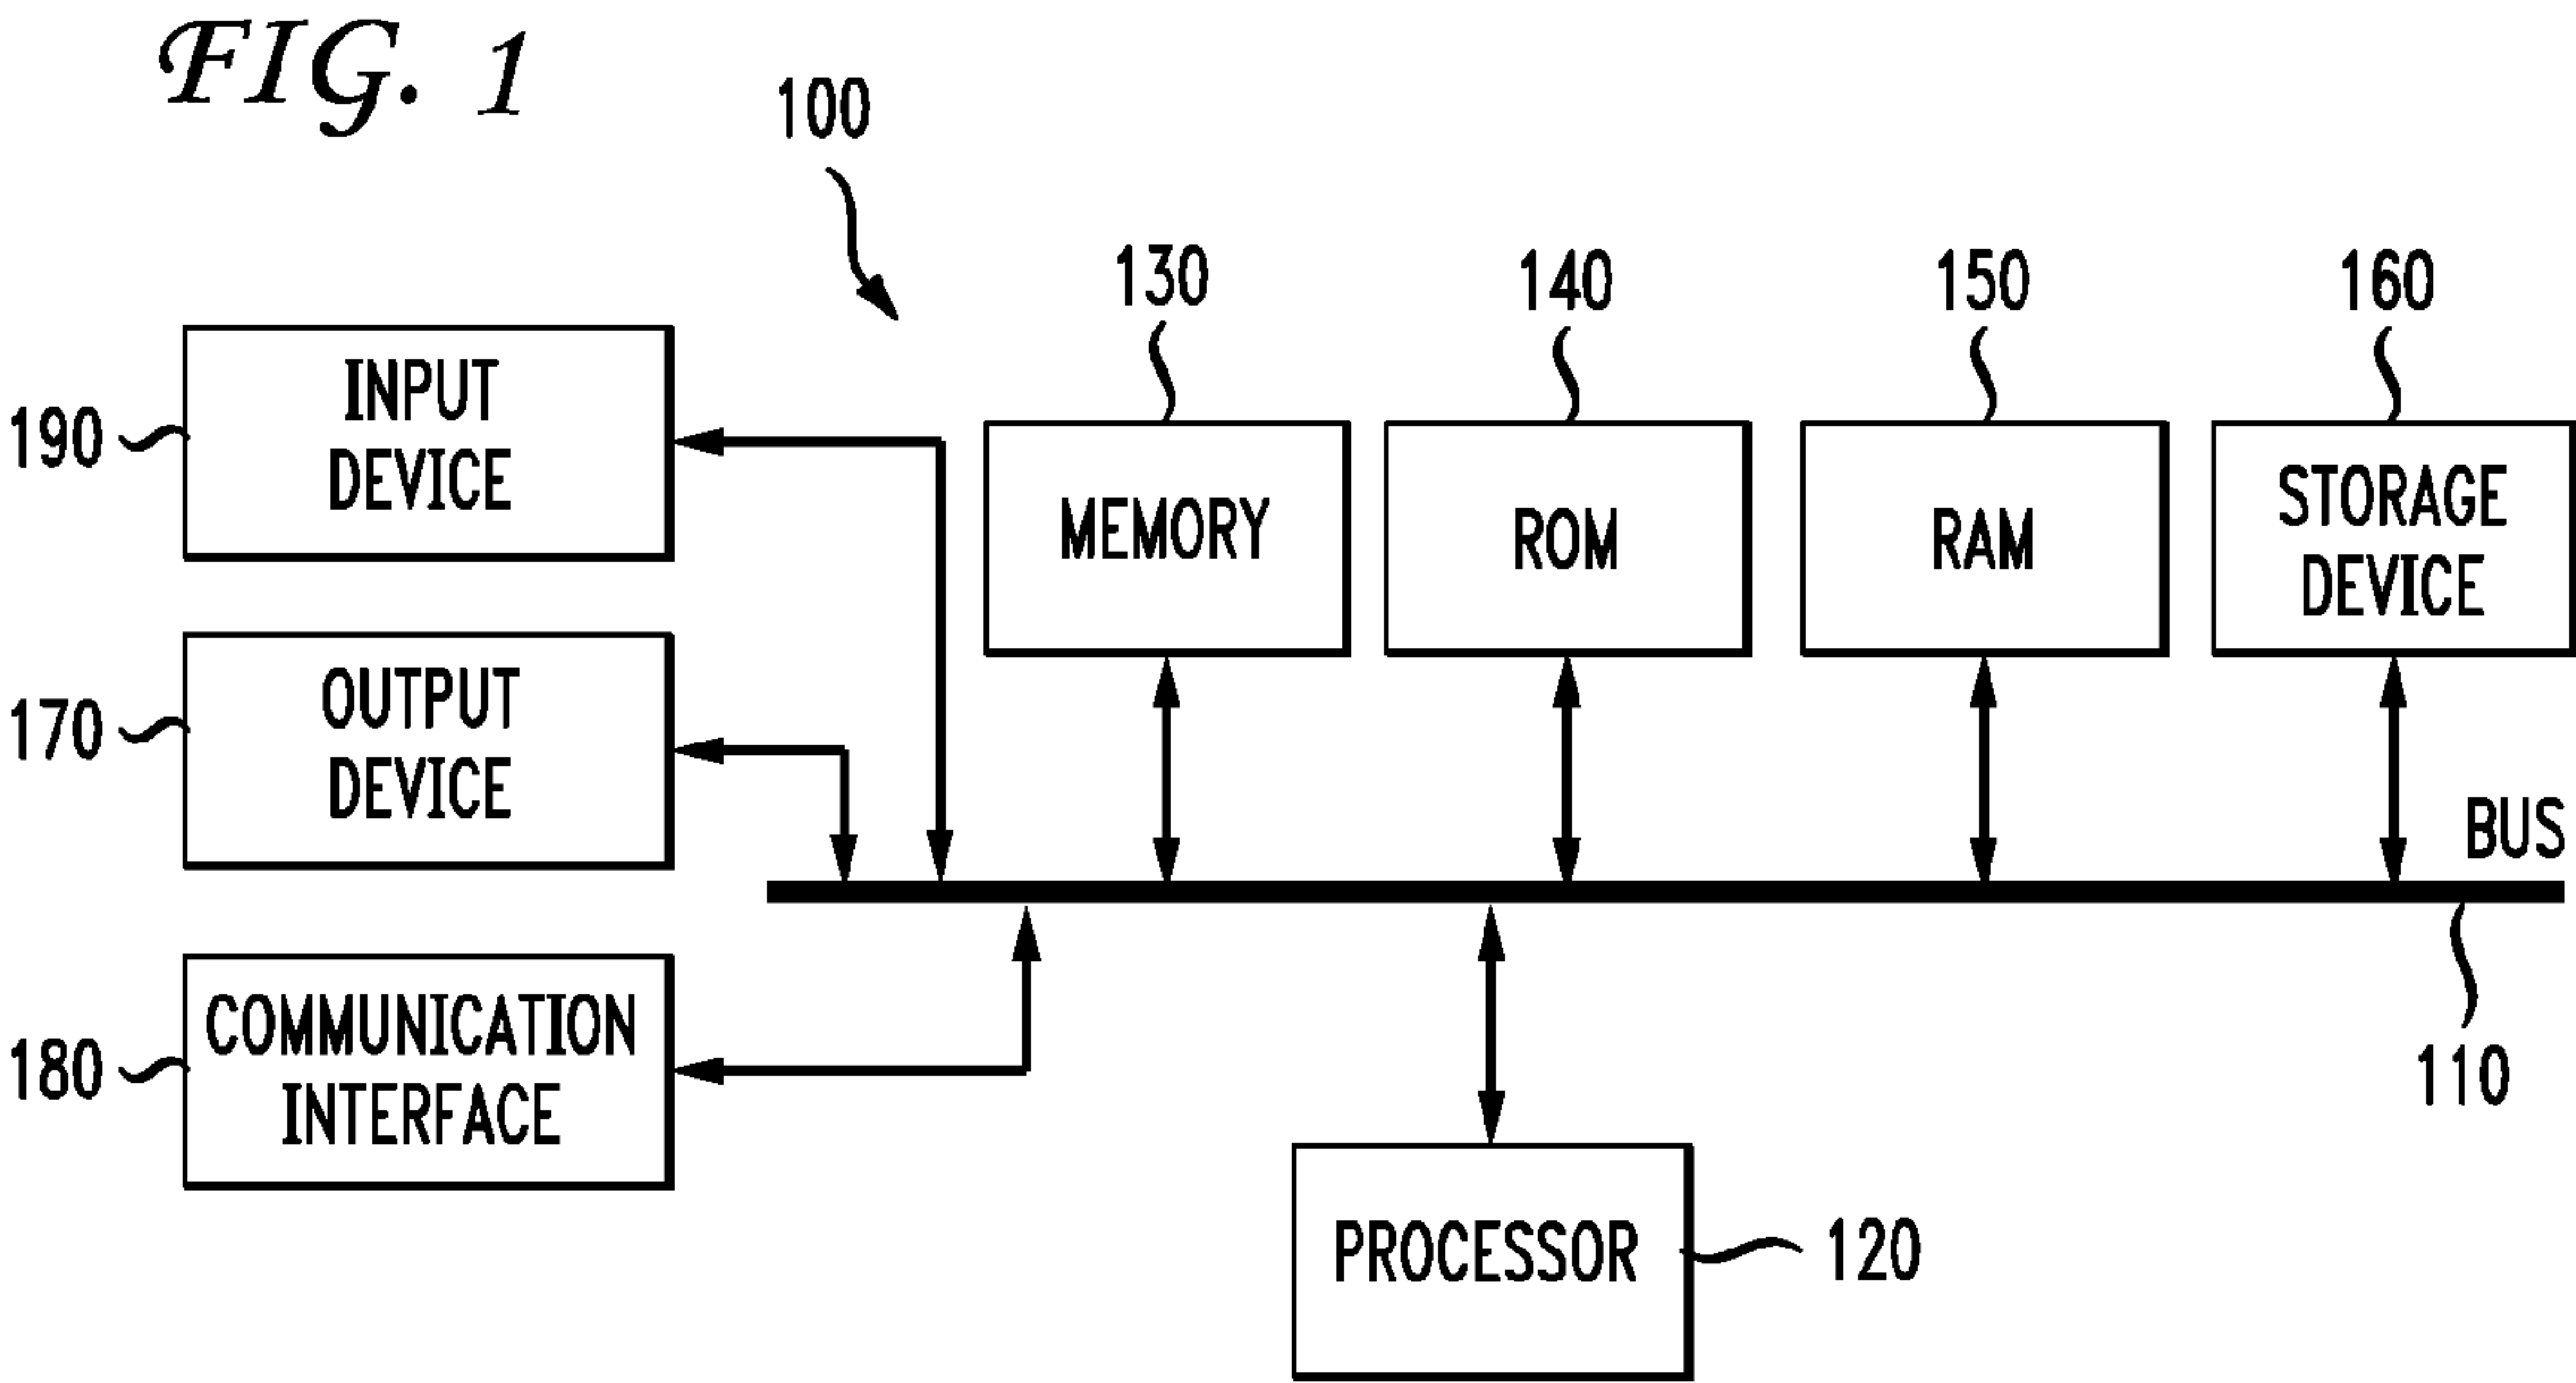 FIG. 1
100
130
140
150
160
190
INPUT
DEVICE
MEMORY
ROM
RAM
STORAGE
DEVICE
170
OUTPUT
DEVICE
BUS
180
COMMUNICATION
INTERFACE
110
PROCESSOR
120